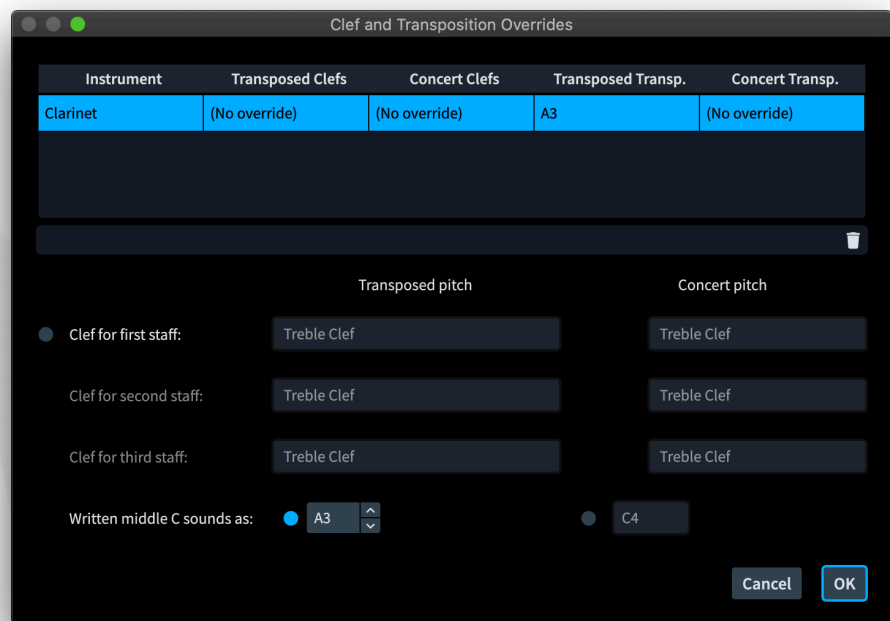 Clef and Transposition Overrides
Instrument Transposed Clefs Concert Clefs Transposed Transp. Concert Transp.
Clarinet (No override) (No override) A3 (No override)
Transposed pitch Concert pitch
Clef for first staff: Treble Clef Treble Clef
Clef for second staff: Treble Clef Treble Clef
Clef for third staff: Treble Clef Treble Clef
Written middle C sounds as: A3 C4
Cancel OK